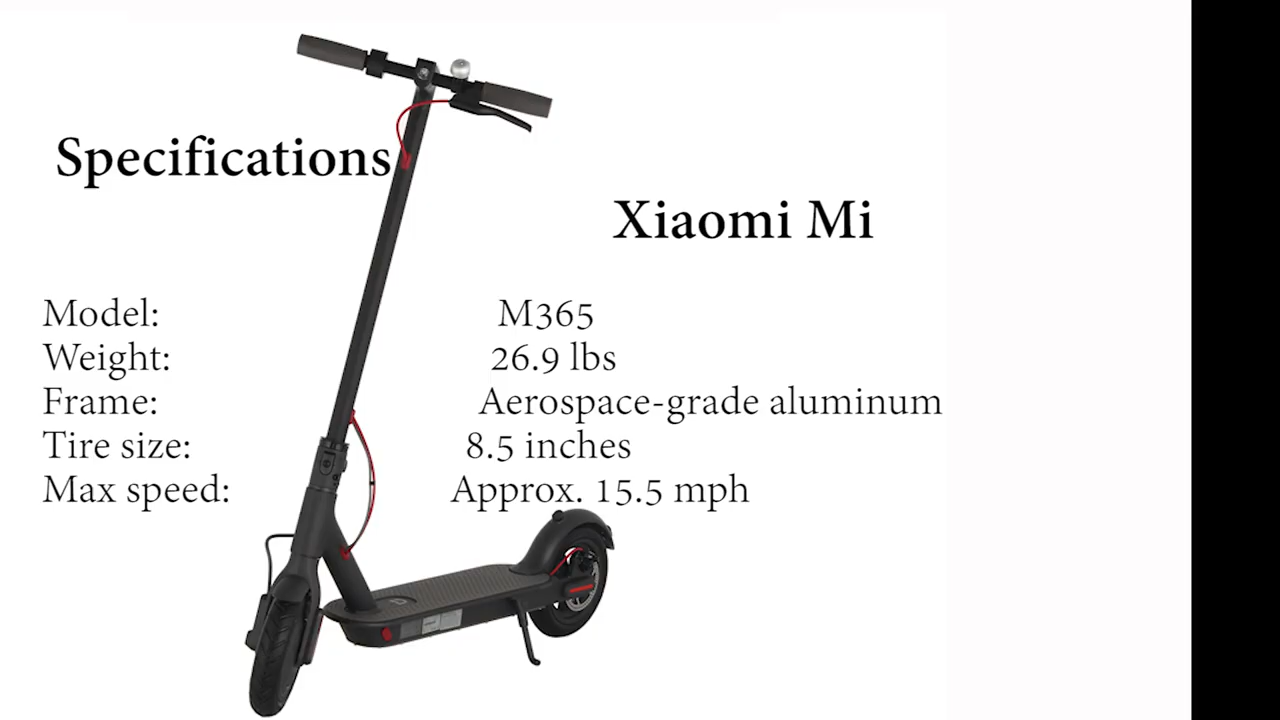 Specifications
Xiaomi Mi
Model: M365
Weight: 26.9 lbs
Frame: Aerospace-grade aluminum
Tire size: 8.5 inches
Max speed: Approx. 15.5 mph